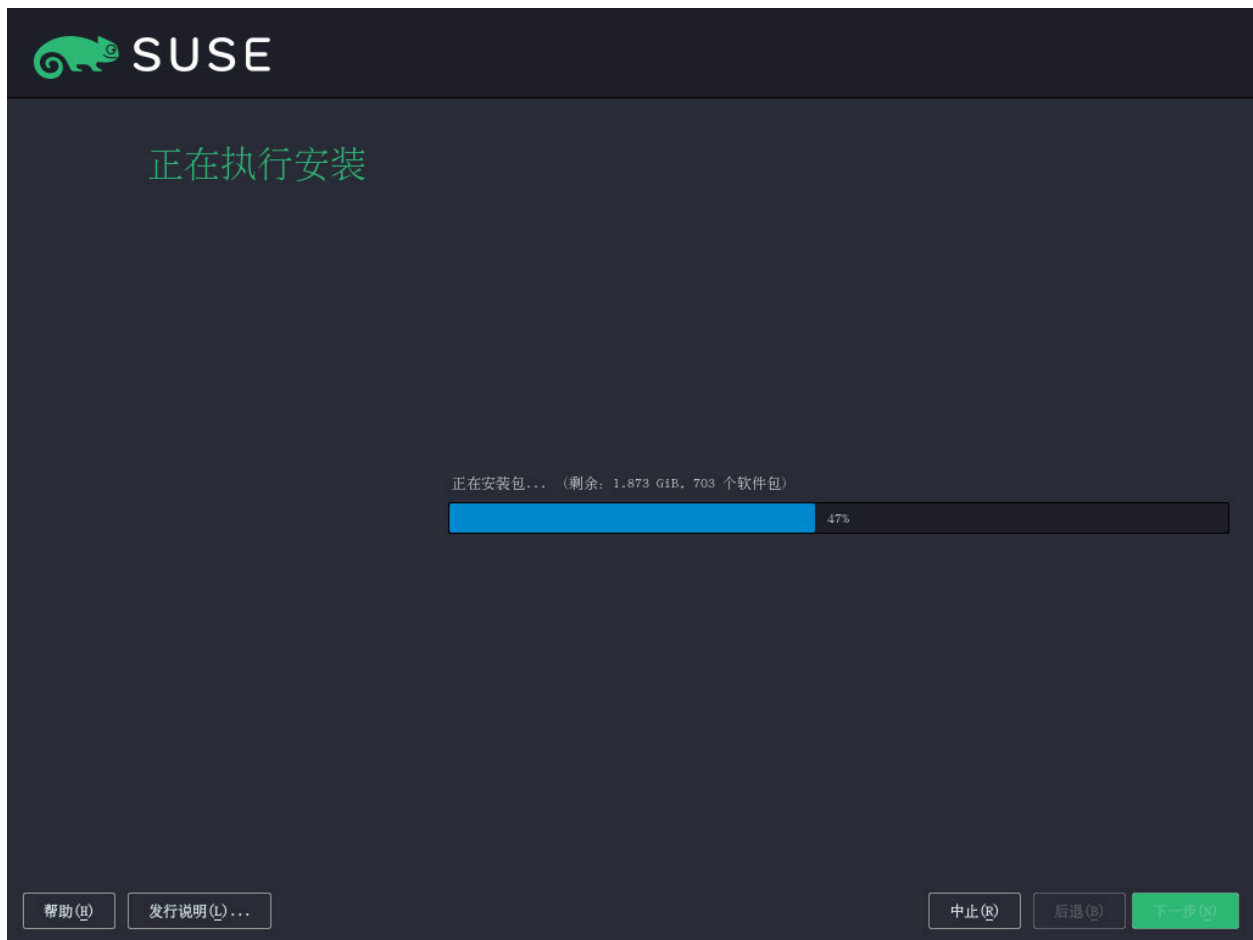 SUSE
正在执行安装
正在安装包... (剩余: 1.873 GiB, 703 个软件包)
47%
帮助(H) 发行说明(L)... 中止(R) 后退(B) 下一步(N)